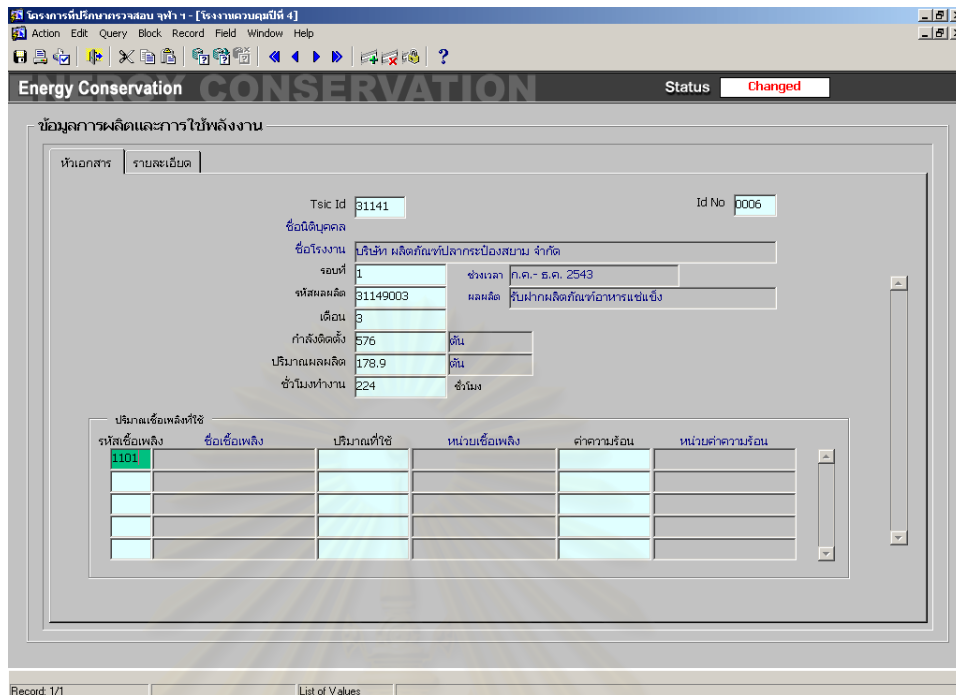 โครงการที่ปรึกษาตรวจสอบ จุฬา ฯ - [โรงงานควบคุมปีที่ 4]
Action Edit Query Block Record Field Window Help
ENERGY CONSERVATION
Energy Conservation Status Changed
ข้อมูลการผลิตและการใช้พลังงาน
หัวเอกสาร รายละเอียด
Tsic Id 31141 Id No 0006
ชื่อนิติบุคคล
ชื่อโรงงาน บริษัท ผลิตภัณฑ์ปลากระป๋องสยาม จำกัด
รอบที่ 1 ช่วงเวลา ก.ค.- ธ.ค. 2543
รหัสผลผลิต 31149003 ผลผลิต รับฝากผลิตภัณฑ์อาหารแช่แข็ง
เดือน 3
กำลังติดตั้ง 576 ตัน
ปริมาณผลผลิต 178.9 ตัน
ชั่วโมงทำงาน 224 ชั่วโมง
ปริมาณเชื้อเพลิงที่ใช้
รหัสเชื้อเพลิง ชื่อเชื้อเพลิง ปริมาณที่ใช้ หน่วยเชื้อเพลิง ค่าความร้อน หน่วยค่าความร้อน
1101
Record: 1/1 List of Values